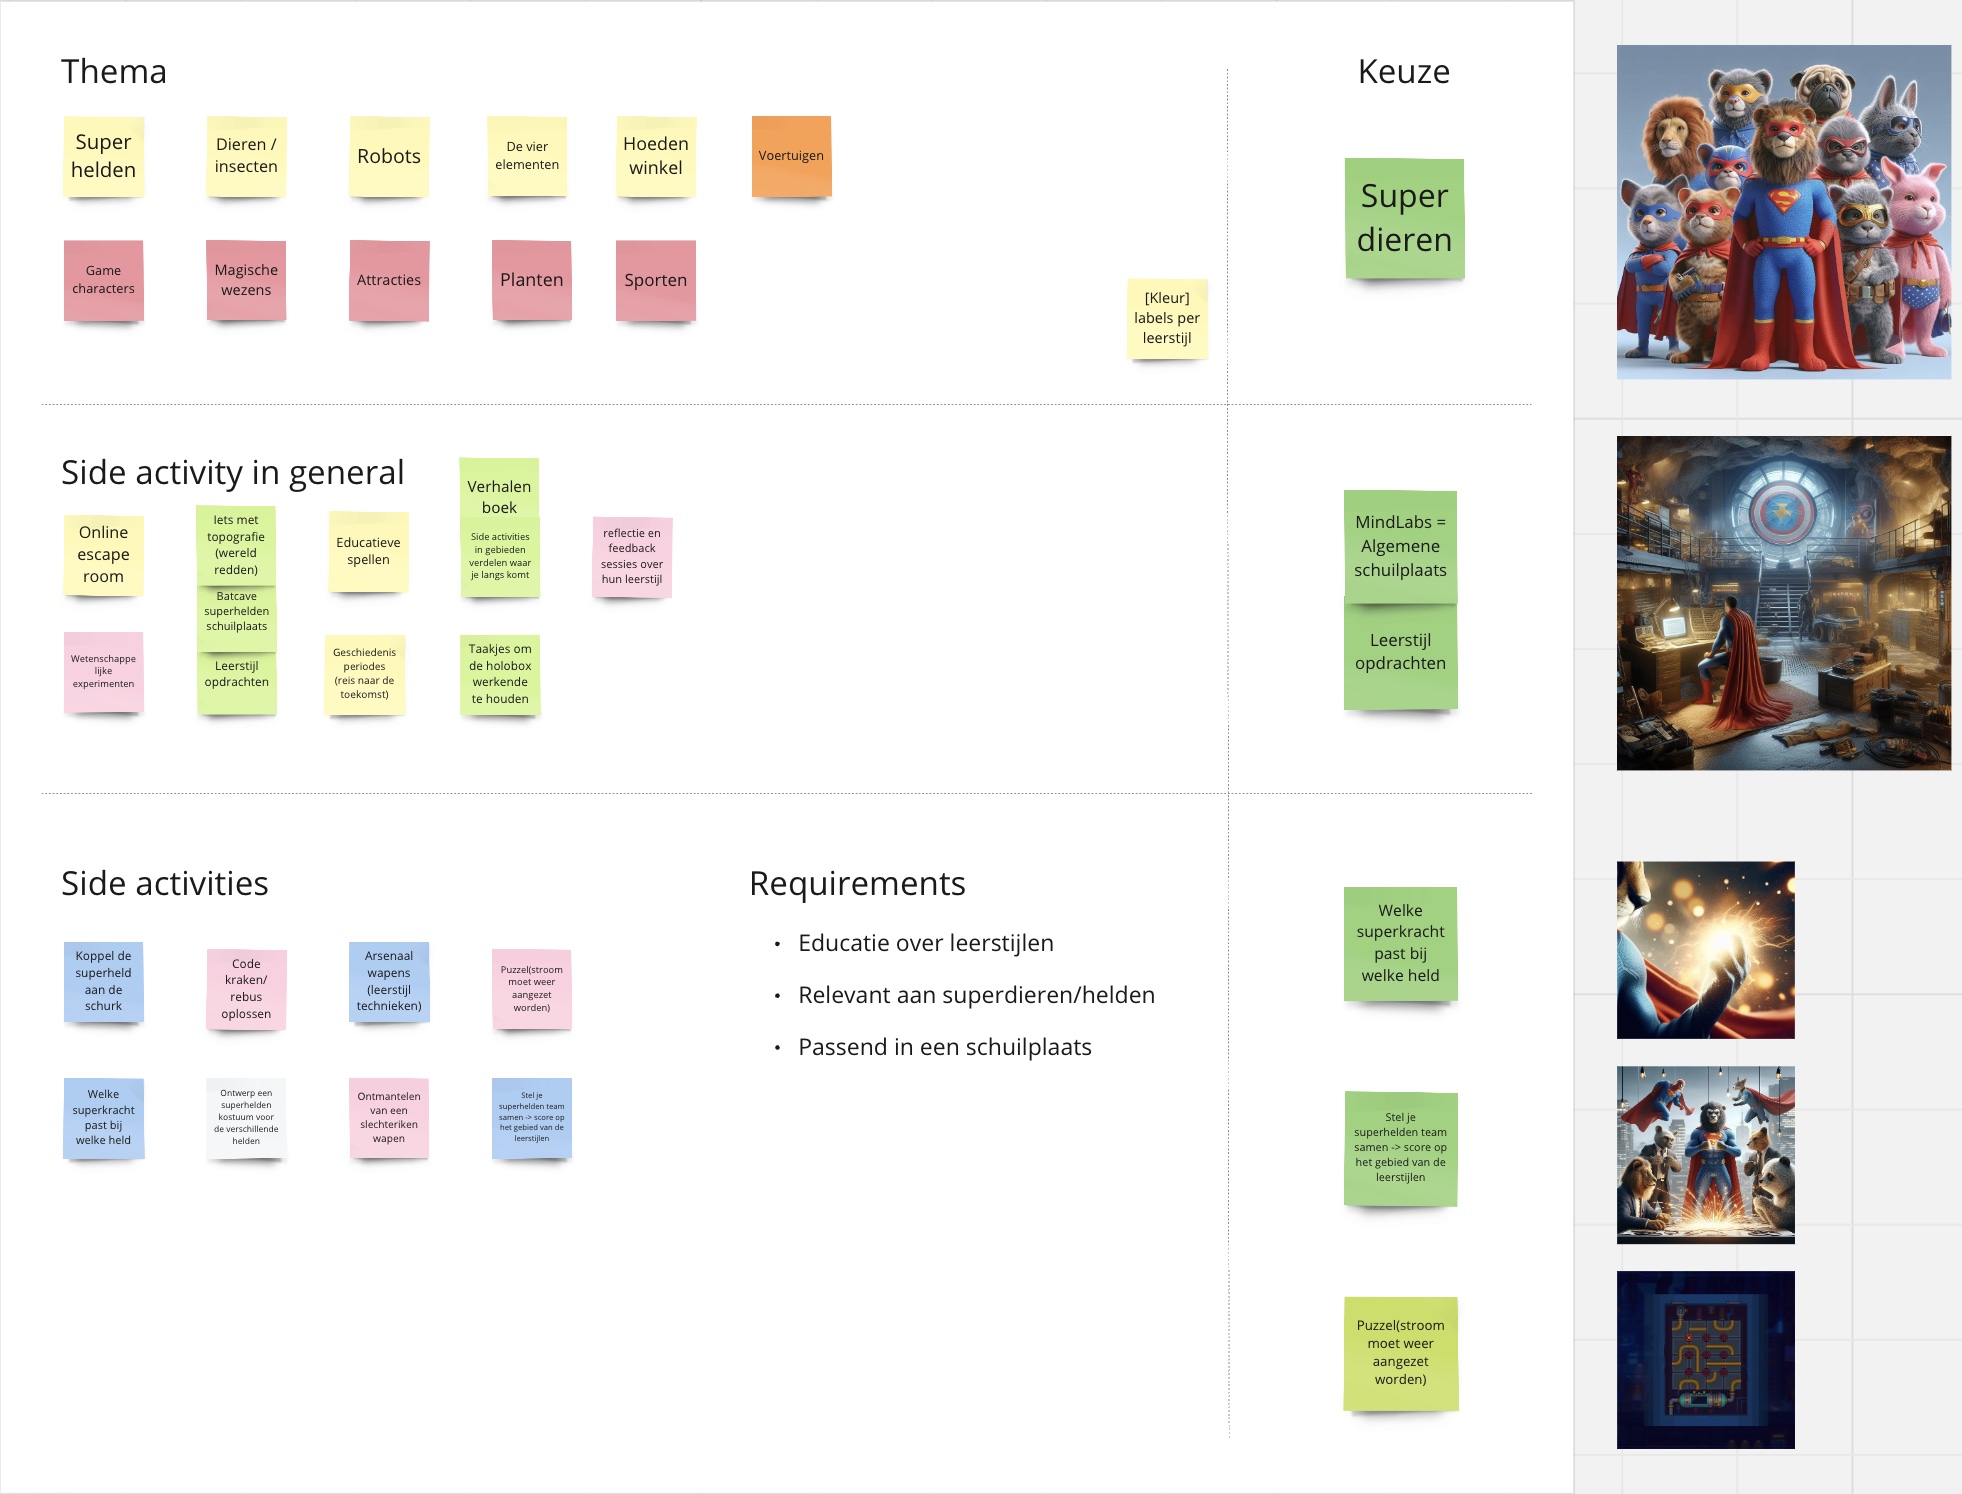 Thema
Keuze
Super
helden
Dieren /
insecten
Robots
De vier
elementen
Hoeden
winkel
Voertuigen
Super
dieren
Game
characters
Magische
wezens
Attracties
Planten
Sporten
[Kleur]
labels per
leerstijl
Side activity in general
Online
escape
room
Iets met
topografie
(wereld
redden)
Batcave
superhelden
schuilplaats
Leerstijl
opdrachten
Educatieve
spellen
Verhalen
boek
Side activities
in gebieden
verdelen waar
je langs komt
reflectie en
feedback
sessies over
hun leerstijl
Wetenschappe
lijke
experimenten
Geschiedenis
periodes
(reis naar de
toekomst)
Taakjes om
de holobox
werkende
te houden
MindLabs =
Algemene
schuilplaats
Leerstijl
opdrachten
Side activities
Koppel de
superheld
aan de
schurk
Code
kraken/
rebus
oplossen
Arsenaal
wapens
(leerstijl
technieken)
Puzzel(stroom
moet weer
aangezet
worden)
Welke
superkracht
past bij
welke held
Ontwerp een
superhelden
kostuum voor
de verschillende
helden
Ontmantelen
van een
slechteriken
wapen
Stel je
superhelden team
samen -> score op
het gebied van de
leerstijlen
Requirements
• Educatie over leerstijlen
• Relevant aan superdieren/helden
• Passend in een schuilplaats
Welke
superkracht
past bij
welke held
Stel je
superhelden team
samen -> score op
het gebied van de
leerstijlen
Puzzel(stroom
moet weer
aangezet
worden)